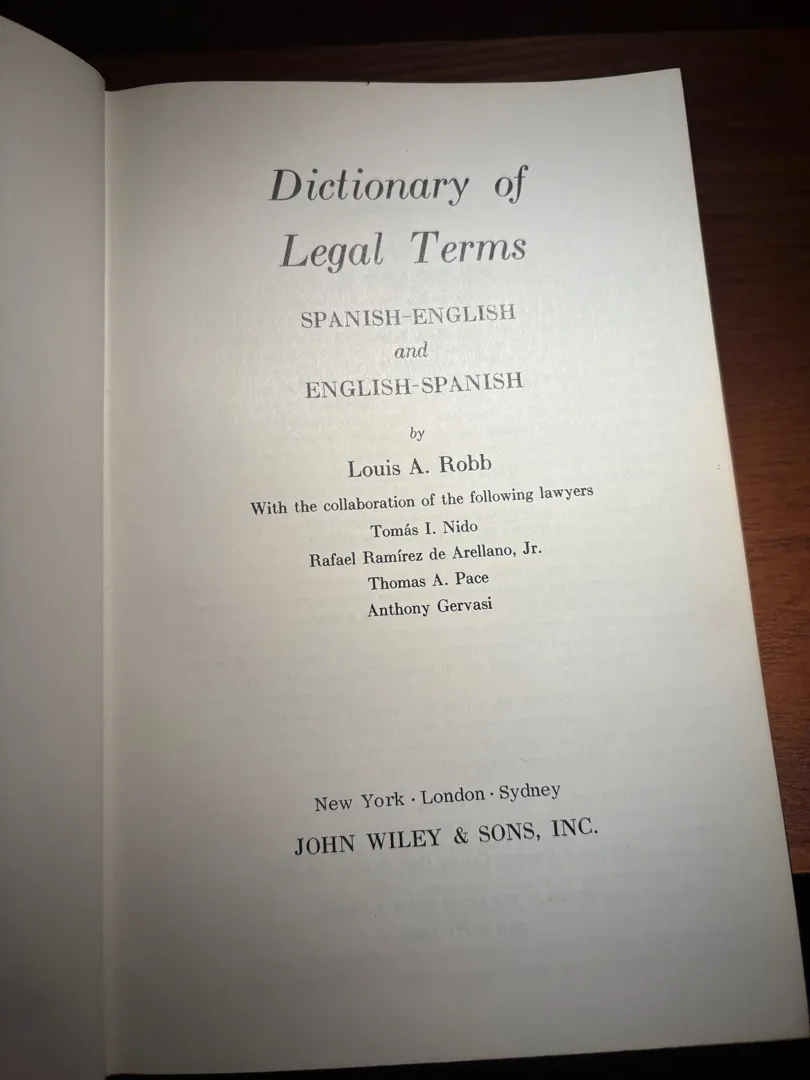 Dictionary of
Legal Terms
SPANISH-ENGLISH
and
ENGLISH-SPANISH
by
Louis A. Robb
With the collaboration of the following lawyers
Tomás I. Nido
Rafael Ramírez de Arellano, Jr.
Thomas A. Pace
Anthony Gervasi
New York · London · Sydney
JOHN WILEY & SONS, INC.